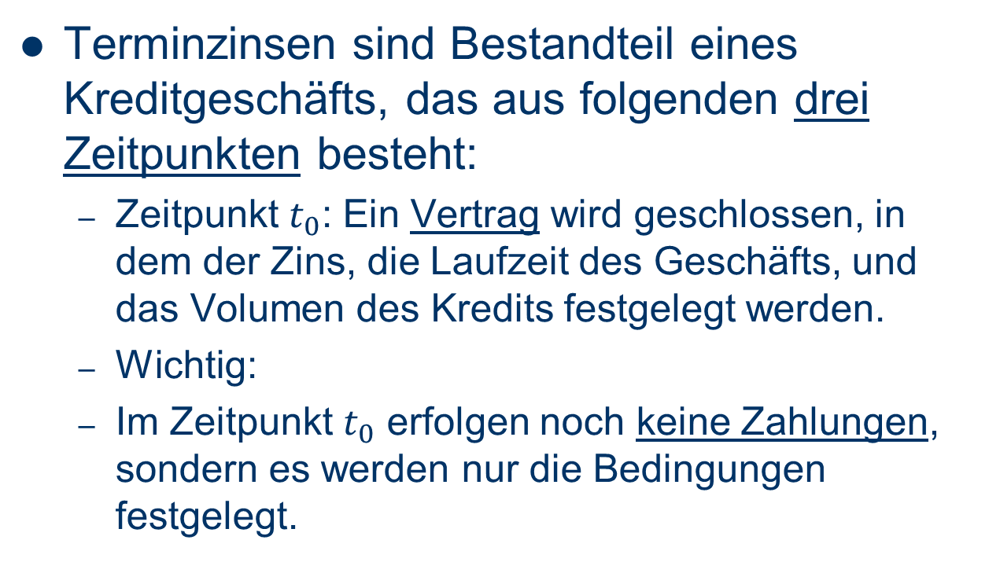 ● Terminzinsen sind Bestandteil eines
Kreditgeschäfts, das aus folgenden drei
Zeitpunkten besteht:
– Zeitpunkt t₀: Ein Vertrag wird geschlossen, in
dem der Zins, die Laufzeit des Geschäfts, und
das Volumen des Kredits festgelegt werden.
– Wichtig:
– Im Zeitpunkt t₀ erfolgen noch keine Zahlungen,
sondern es werden nur die Bedingungen
festgelegt.